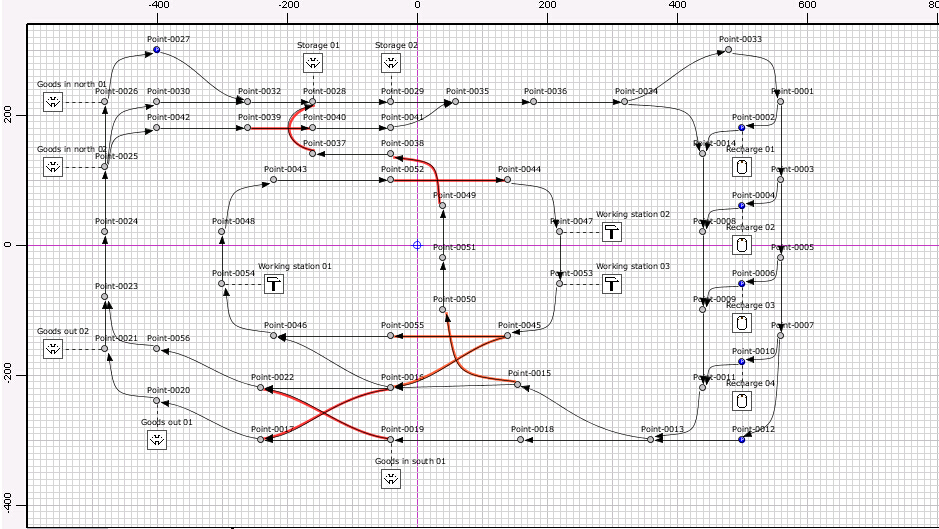 -400 -200 0 200 400 600 80
Point-0033
Point-0027
Storage 01 Storage 02
Goods in north 01
Point-0026 Point-0030 Point-0032 Point-0028 Point-0029 Point-0035 Point-0036 Point-0034 Point-0001
200
Point-0042 Point-0039 Point-0040 Point-0041 Point-0002
Goods in north 02
Point-0025 Point-0037 Point-0038 Point-0014 Recharge 01
Point-0043 Point-0052 Point-0044 Point-0003
Point-0049 Point-0004
Working station 02
Point-0024 Point-0048 Point-0047 Point-0008 Recharge 02
0
Point-0051 Point-0005
Working station 01 Working station 03
Point-0054 Point-0053 Point-0006
Point-0023 Point-0050 Point-0009 Recharge 03
Goods out 02
Point-0021 Point-0056 Point-0046 Point-0055 Point-0045 Point-0007
Point-0010
-200
Point-0022 Point-0016 Point-0015 Point-0011 Recharge 04
Point-0020
Goods out 01 Point-0017 Point-0019 Point-0018 Point-0013 Point-0012
Goods in south 01
-400